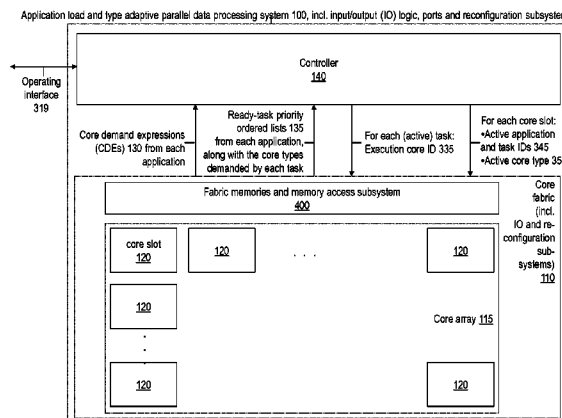 Application load and type adaptive parallel data processing system 100, incl. input/output (IO) logic, ports and reconfiguration subsystem
Controller
140
Operating
interface
319
Core demand expressions
(CDEs) 130 from each
application
Ready-task priority
ordered lists 135
from each application,
along with the core types
demanded by each task
For each (active) task:
Execution core ID 335
For each core slot:
•Active application
and task IDs 345
•Active core type 35
Fabric memories and memory access subsystem
400
Core
fabric
(incl.
IO and re-
configuration
sub-
systems)
110
core slot
120
120
. . .
120
120
Core array 115
.
.
.
120
120